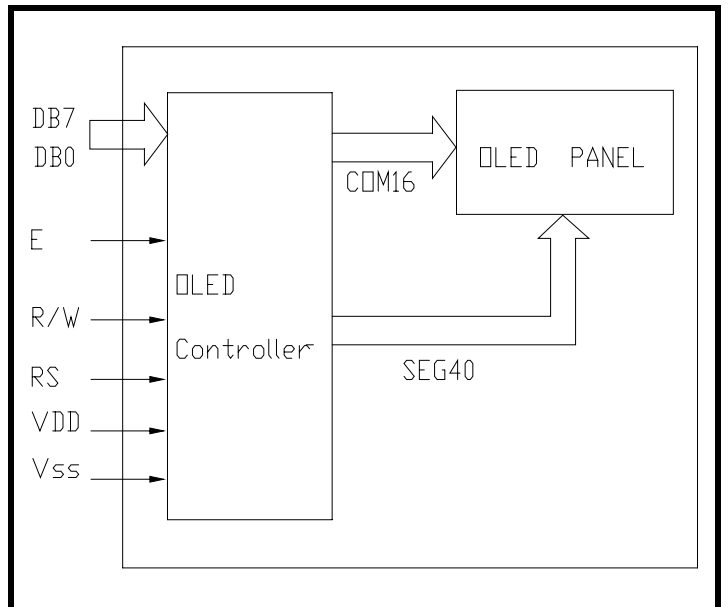 DB7
DB0
E
R/W
RS
VDD
Vss
OLED
Controller
COM16
SEG40
OLED PANEL